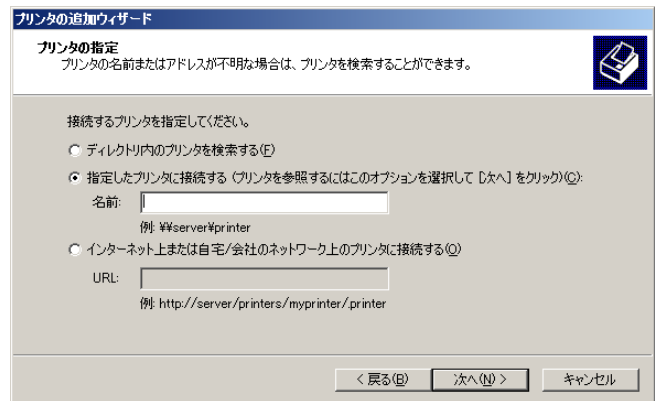 プリンタの追加ウィザード
プリンタの指定
プリンタの名前またはアドレスが不明な場合は、プリンタを検索することができます。
接続するプリンタを指定してください。
ディレクトリ内のプリンタを検索する(F)
指定したプリンタに接続する (プリンタを参照するにはこのオプションを選択して [次へ] をクリック)(C):
名前:
例: ¥¥server¥printer
インターネット上または自宅/会社のネットワーク上のプリンタに接続する(O)
URL:
例: http://server/printers/myprinter/.printer
< 戻る(B) 次へ(N) > キャンセル